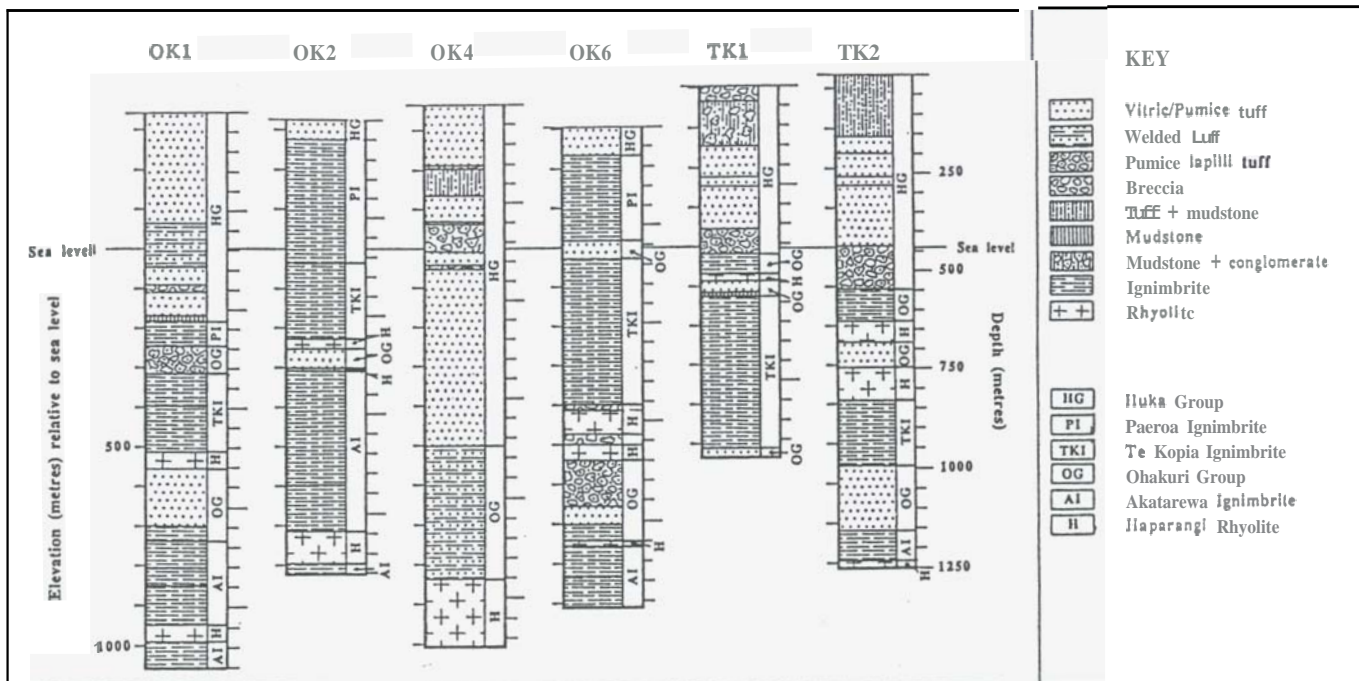 OK1 OK2 OK4 OK6 TK1 TK2 KEY
Vitric/Pumice tuff
Welded Luff
Pumice lapilli tuff
Breccia
Tuff + mudstone
Mudstone
Mudstone + conglomerate
Ignimbrite
Rhyolitc
HG Iluka Group
PI Paeroa Ignimbrite
TKI Te Kopia Ignimbrite
OG Ohakuri Group
AI Akatarewa ignimbrite
H Iiaparangi Rhyolite
Elevation (metres) relative to sea level
Sea levell
500
1000
HG
PI
OG
TKI
H
OG
AI
H
AI
HG
PI
TKI
H
OG
H
AI
H
AI
HG
OG
H
HG
PI
OG
TKI
H
H
OG
H
AI
HG
OG
H
OG
TKI
OG
HG
OG
H
OG
H
TKI
OG
AI
H
Sea level
250
500
750
1000
1250
Depth (metres)